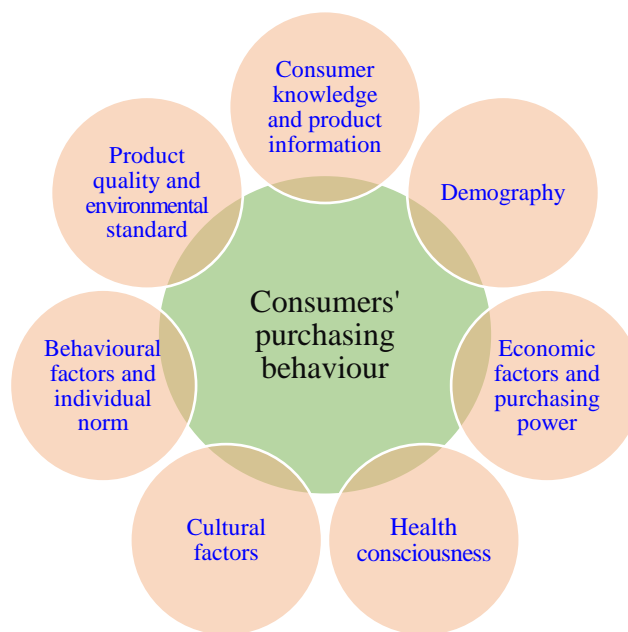 Consumer
knowledge
and product
information
Demography
Economic
factors and
purchasing
power
Health
consciousness
Cultural
factors
Behavioural
factors and
individual
norm
Product
quality and
environmental
standard
Consumers'
purchasing
behaviour